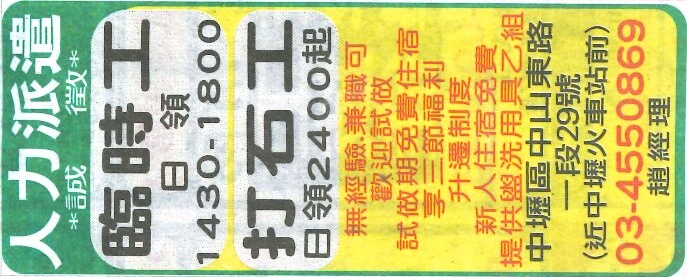 人力派遣
*誠 徵*
臨時工
日 領
1430-1800
打石工
日領2400起
無經驗.兼職可
歡迎試做
試做期免費住宿
享三節福利
升遷制度
新人住宿免費
提供盥洗用具乙組
中壢區中山東路
一段29號
(近中壢火車站前)
03-4550869
趙經理